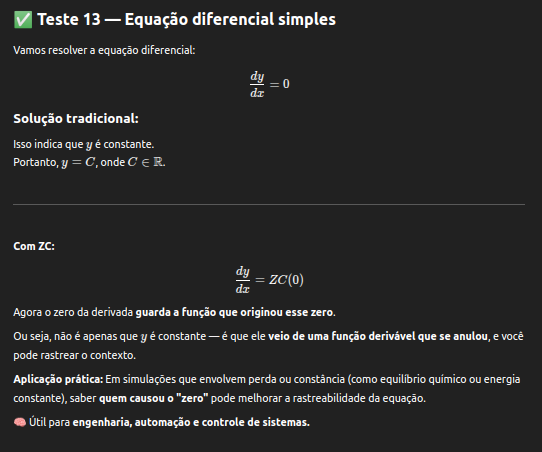 ✅ Teste 13 — Equação diferencial simples
Vamos resolver a equação diferencial:
dy/dx = 0
Solução tradicional:
Isso indica que y é constante.
Portanto, y = C, onde C ∈ ℝ.
Com ZC:
dy/dx = ZC(0)
Agora o zero da derivada guarda a função que originou esse zero.
Ou seja, não é apenas que y é constante — é que ele veio de uma função derivável que se anulou, e você
pode rastrear o contexto.
Aplicação prática: Em simulações que envolvem perda ou constância (como equilíbrio químico ou energia
constante), saber quem causou o "zero" pode melhorar a rastreabilidade da equação.
🧠 Útil para engenharia, automação e controle de sistemas.